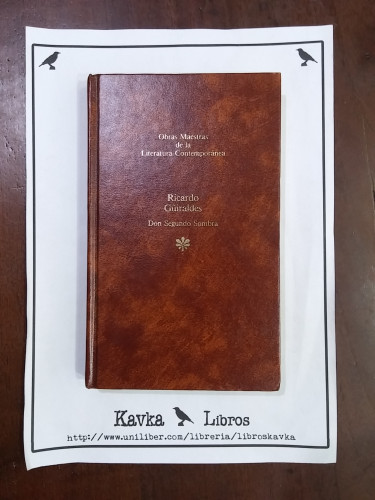 Obras Maestras
de la
Literatura Contemporánea
Ricardo
Güiraldes
Don Segundo Sombra
Kavka Libros
http://www.uniliber.com/libreria/libroskavka